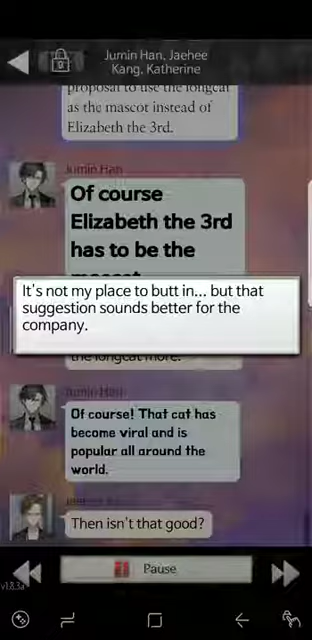 Jumin Han, Jaehee
Kang, Katherine
proposal to use the longcat
as the mascot instead of
Elizabeth the 3rd.
Jumin Han
Of course
Elizabeth the 3rd
has to be the
mascot
It's not my place to butt in... but that
suggestion sounds better for the
company.
the longcat more.
Jumin Han
Of course! That cat has
become viral and is
popular all around the
world.
Then isn't that good?
Pause